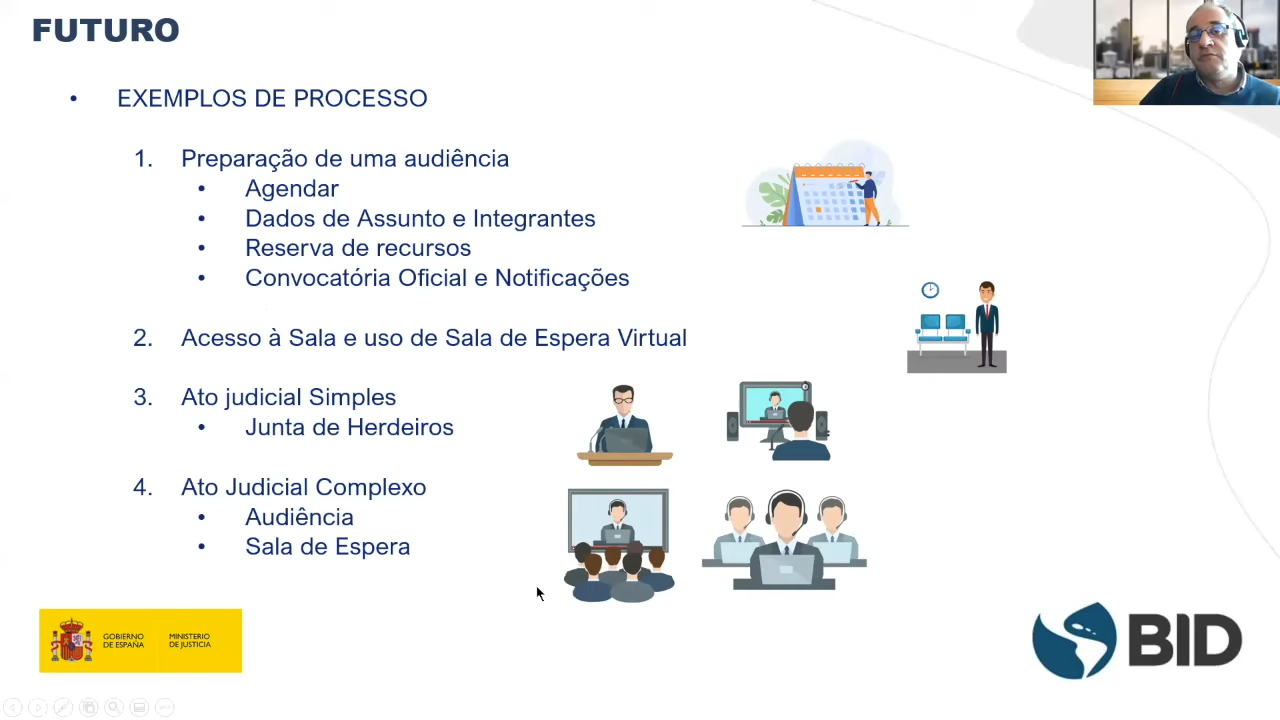 FUTURO
• EXEMPLOS DE PROCESSO
1. Preparação de uma audiência
• Agendar
• Dados de Assunto e Integrantes
• Reserva de recursos
• Convocatória Oficial e Notificações
2. Acesso à Sala e uso de Sala de Espera Virtual
3. Ato judicial Simples
• Junta de Herdeiros
4. Ato Judicial Complexo
• Audiência
• Sala de Espera
GOBIERNO DE ESPAÑA
MINISTERIO DE JUSTICIA
BID